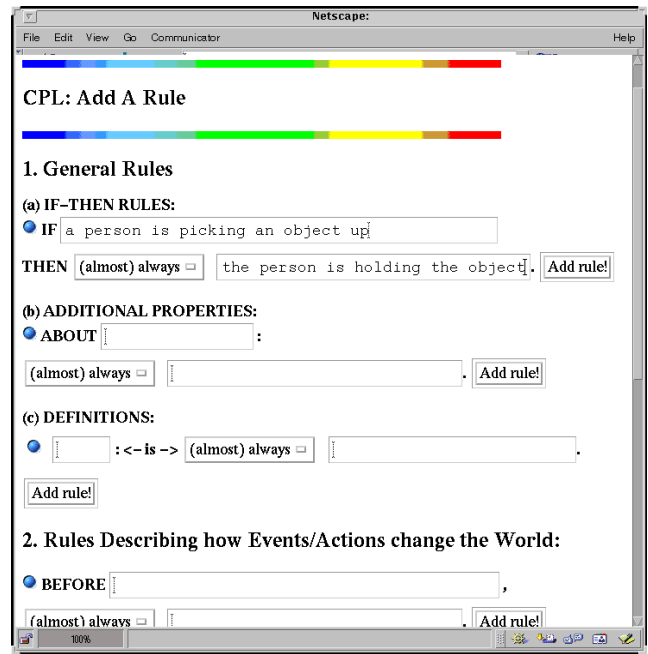 Netscape:
File Edit View Go Communicator Help
CPL: Add A Rule
1. General Rules
(a) IF-THEN RULES:
IF a person is picking an object up
THEN (almost) always the person is holding the object . Add rule!
(b) ADDITIONAL PROPERTIES:
ABOUT :
(almost) always . Add rule!
(c) DEFINITIONS:
: <- is -> (almost) always .
Add rule!
2. Rules Describing how Events/Actions change the World:
BEFORE ,
(almost) always . Add rule!
100%